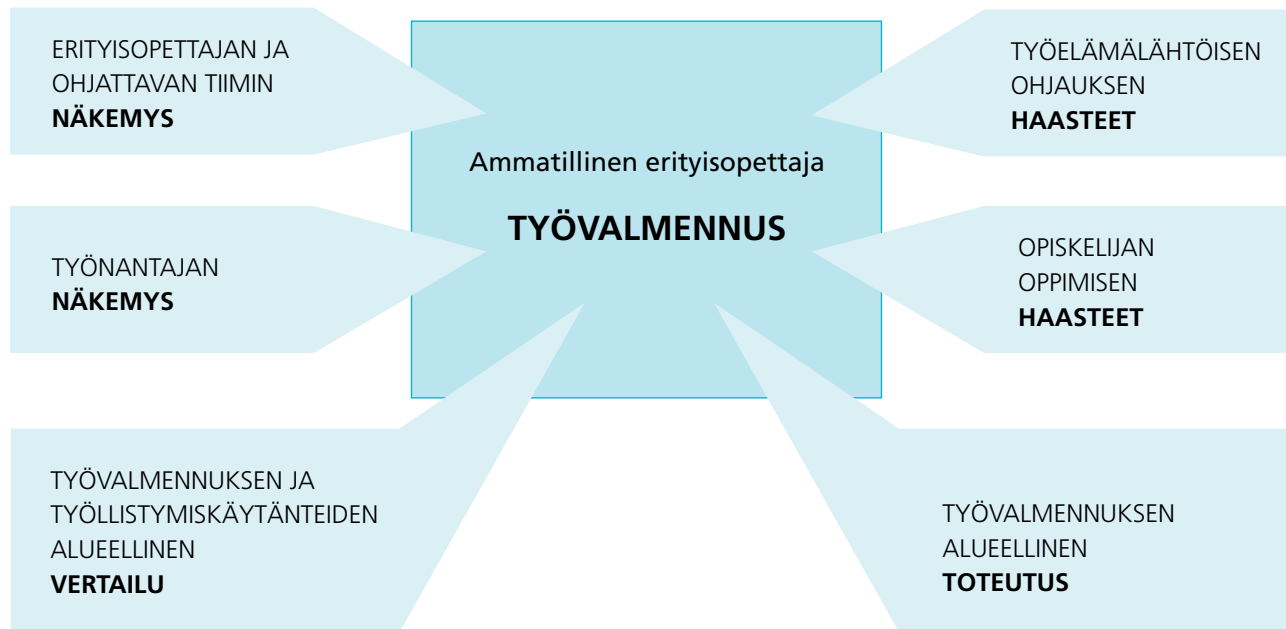 ERITYISOPETTAJAN JA
OHJATTAVAN TIIMIN
NÄKEMYS
TYÖNANTAJAN
NÄKEMYS
TYÖVALMENNUKSEN JA
TYÖLLISTYMISKÄYTÄNTEIDEN
ALUEELLINEN
VERTAILU
Ammatillinen erityisopettaja
TYÖVALMENNUS
TYÖELÄMÄLÄHTÖISEN
OHJAUKSEN
HAASTEET
OPISKELIJAN
OPPIMISEN
HAASTEET
TYÖVALMENNUKSEN
ALUEELLINEN
TOTEUTUS